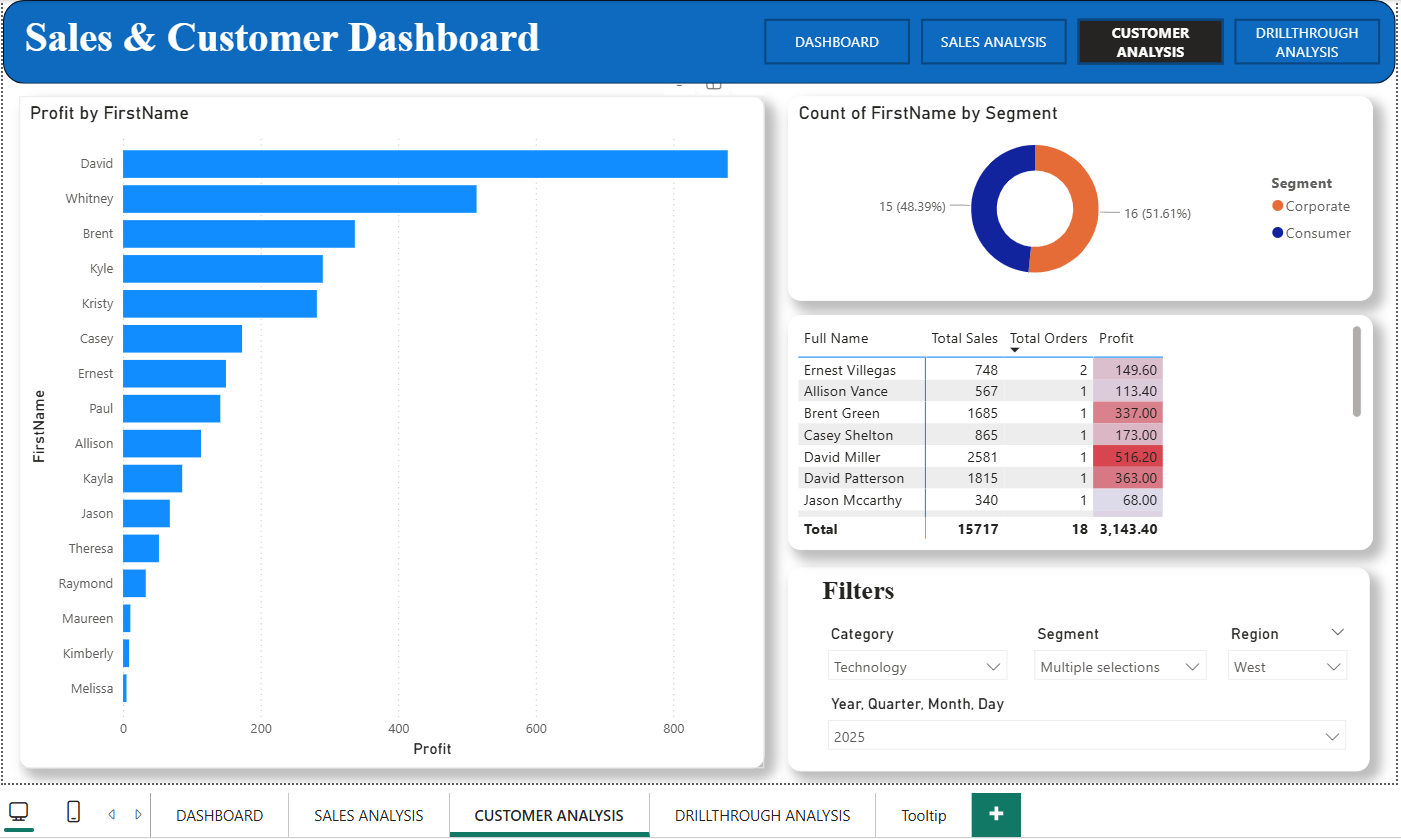 Sales & Customer Dashboard
DASHBOARD
SALES ANALYSIS
CUSTOMER
ANALYSIS
DRILLTHROUGH
ANALYSIS
Profit by FirstName
David
Whitney
Brent
Kyle
Kristy
Casey
Ernest
Paul
Allison
Kayla
Jason
Theresa
Raymond
Maureen
Kimberly
Melissa
FirstName
0 200 400 600 800
Profit
Count of FirstName by Segment
15 (48.39%)
16 (51.61%)
Segment
Corporate
Consumer
Full Name Total Sales Total Orders Profit
Ernest Villegas 748 2 149.60
Allison Vance 567 1 113.40
Brent Green 1685 1 337.00
Casey Shelton 865 1 173.00
David Miller 2581 1 516.20
David Patterson 1815 1 363.00
Jason Mccarthy 340 1 68.00
Total 15717 18 3,143.40
Filters
Category Segment Region
Technology Multiple selections West
Year, Quarter, Month, Day
2025
DASHBOARD SALES ANALYSIS CUSTOMER ANALYSIS DRILLTHROUGH ANALYSIS Tooltip